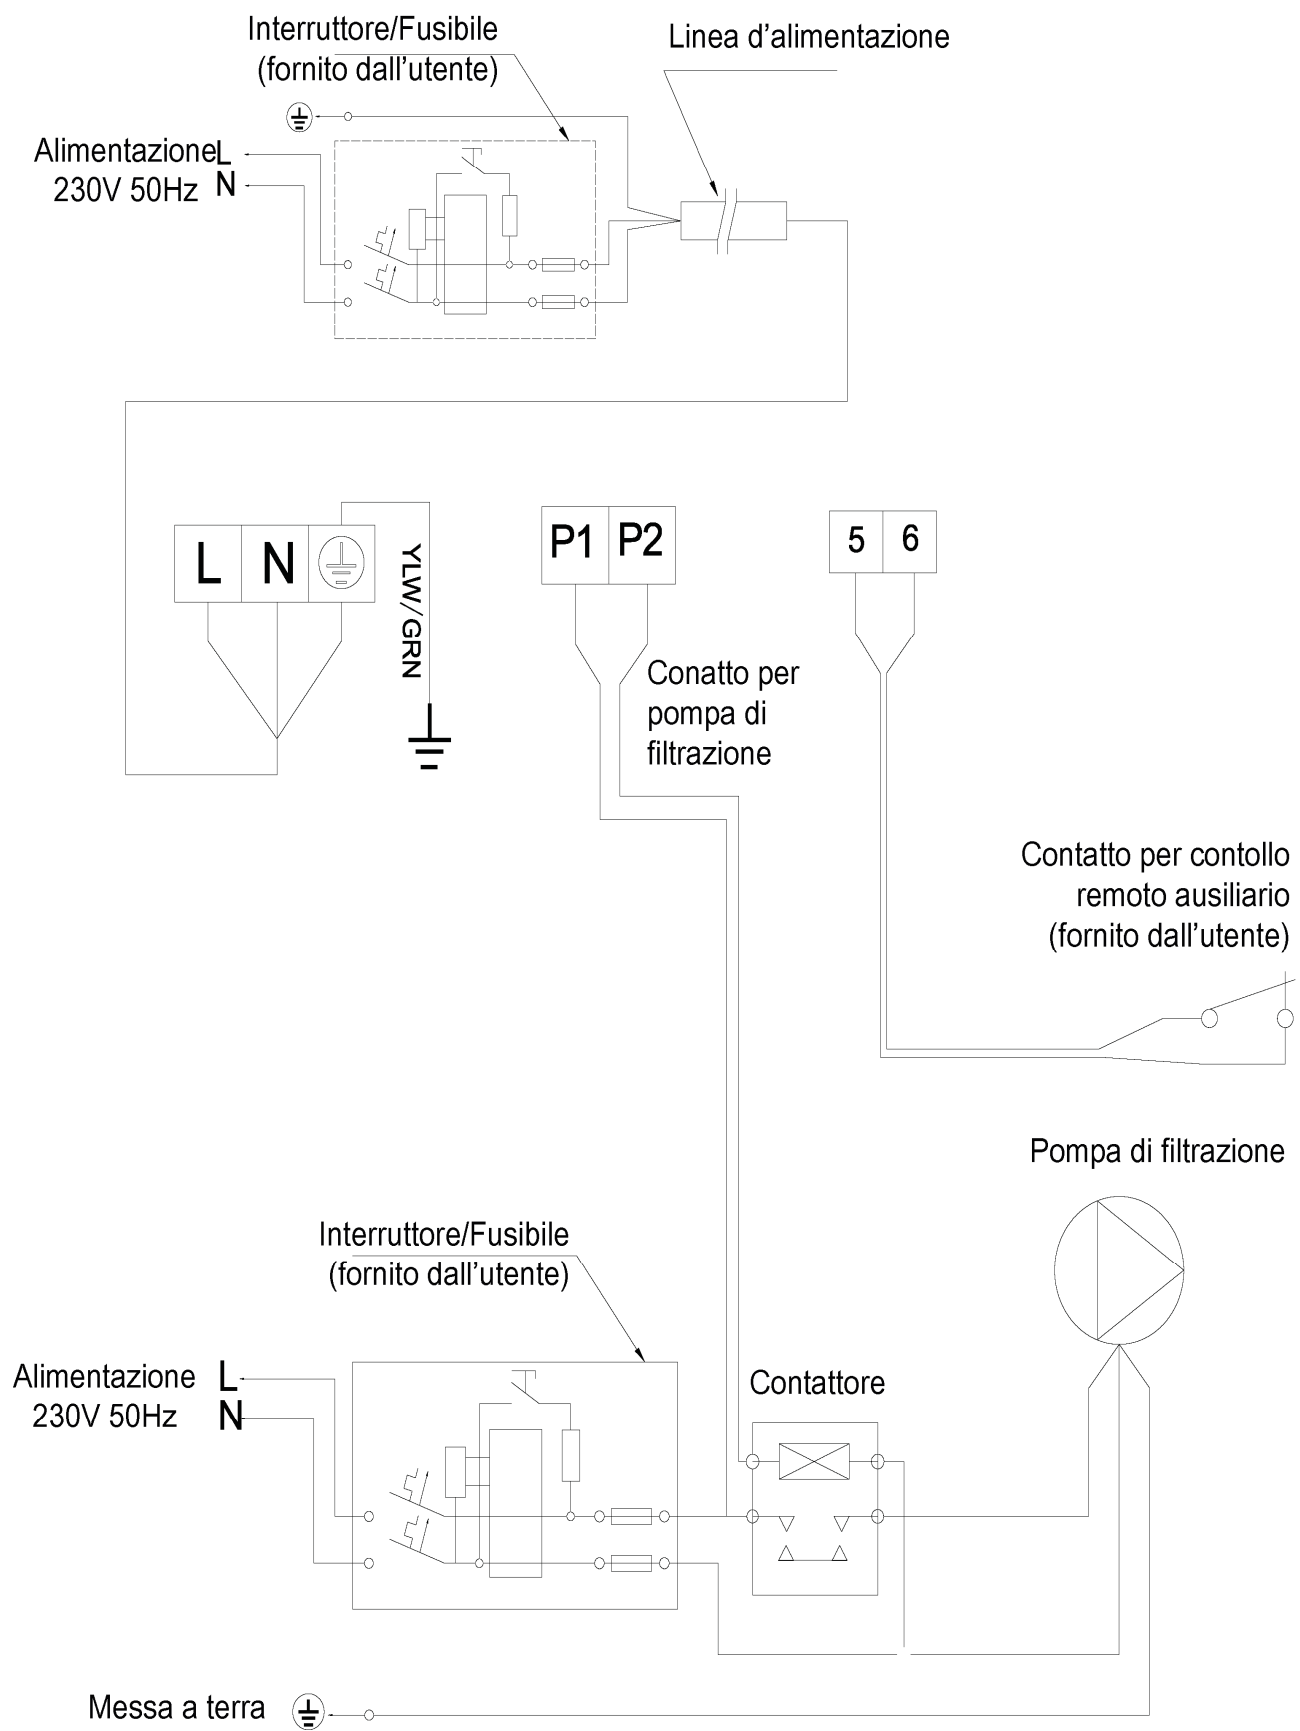 Interruttore/Fusibile
(fornito dall’utente)
Linea d’alimentazione
Alimentazione L
230V 50Hz N
L N
YLW/GRN
P1 P2
5 6
Conatto per
pompa di
filtrazione
Contatto per contollo
remoto ausiliario
(fornito dall’utente)
Pompa di filtrazione
Interruttore/Fusibile
(fornito dall’utente)
Alimentazione L
230V 50Hz N
Contattore
Messa a terra